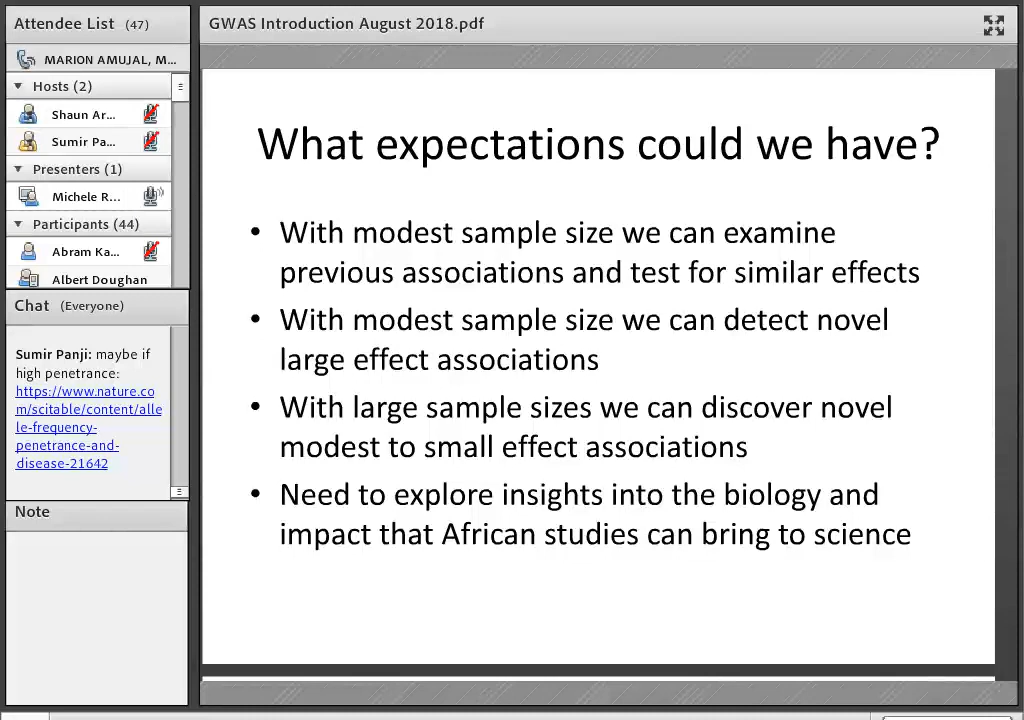 Attendee List (47)
MARION AMUJAL, M...
Hosts (2)
Shaun Ar...
Sumir Pa...
Presenters (1)
Michele R...
Participants (44)
Abram Ka...
Albert Doughan
Chat (Everyone)
Sumir Panji: maybe if
high penetrance:
https://www.nature.co
m/scitable/content/alle
le-frequency-
penetrance-and-
disease-21642
Note
GWAS Introduction August 2018.pdf
What expectations could we have?
• With modest sample size we can examine
previous associations and test for similar effects
• With modest sample size we can detect novel
large effect associations
• With large sample sizes we can discover novel
modest to small effect associations
• Need to explore insights into the biology and
impact that African studies can bring to science